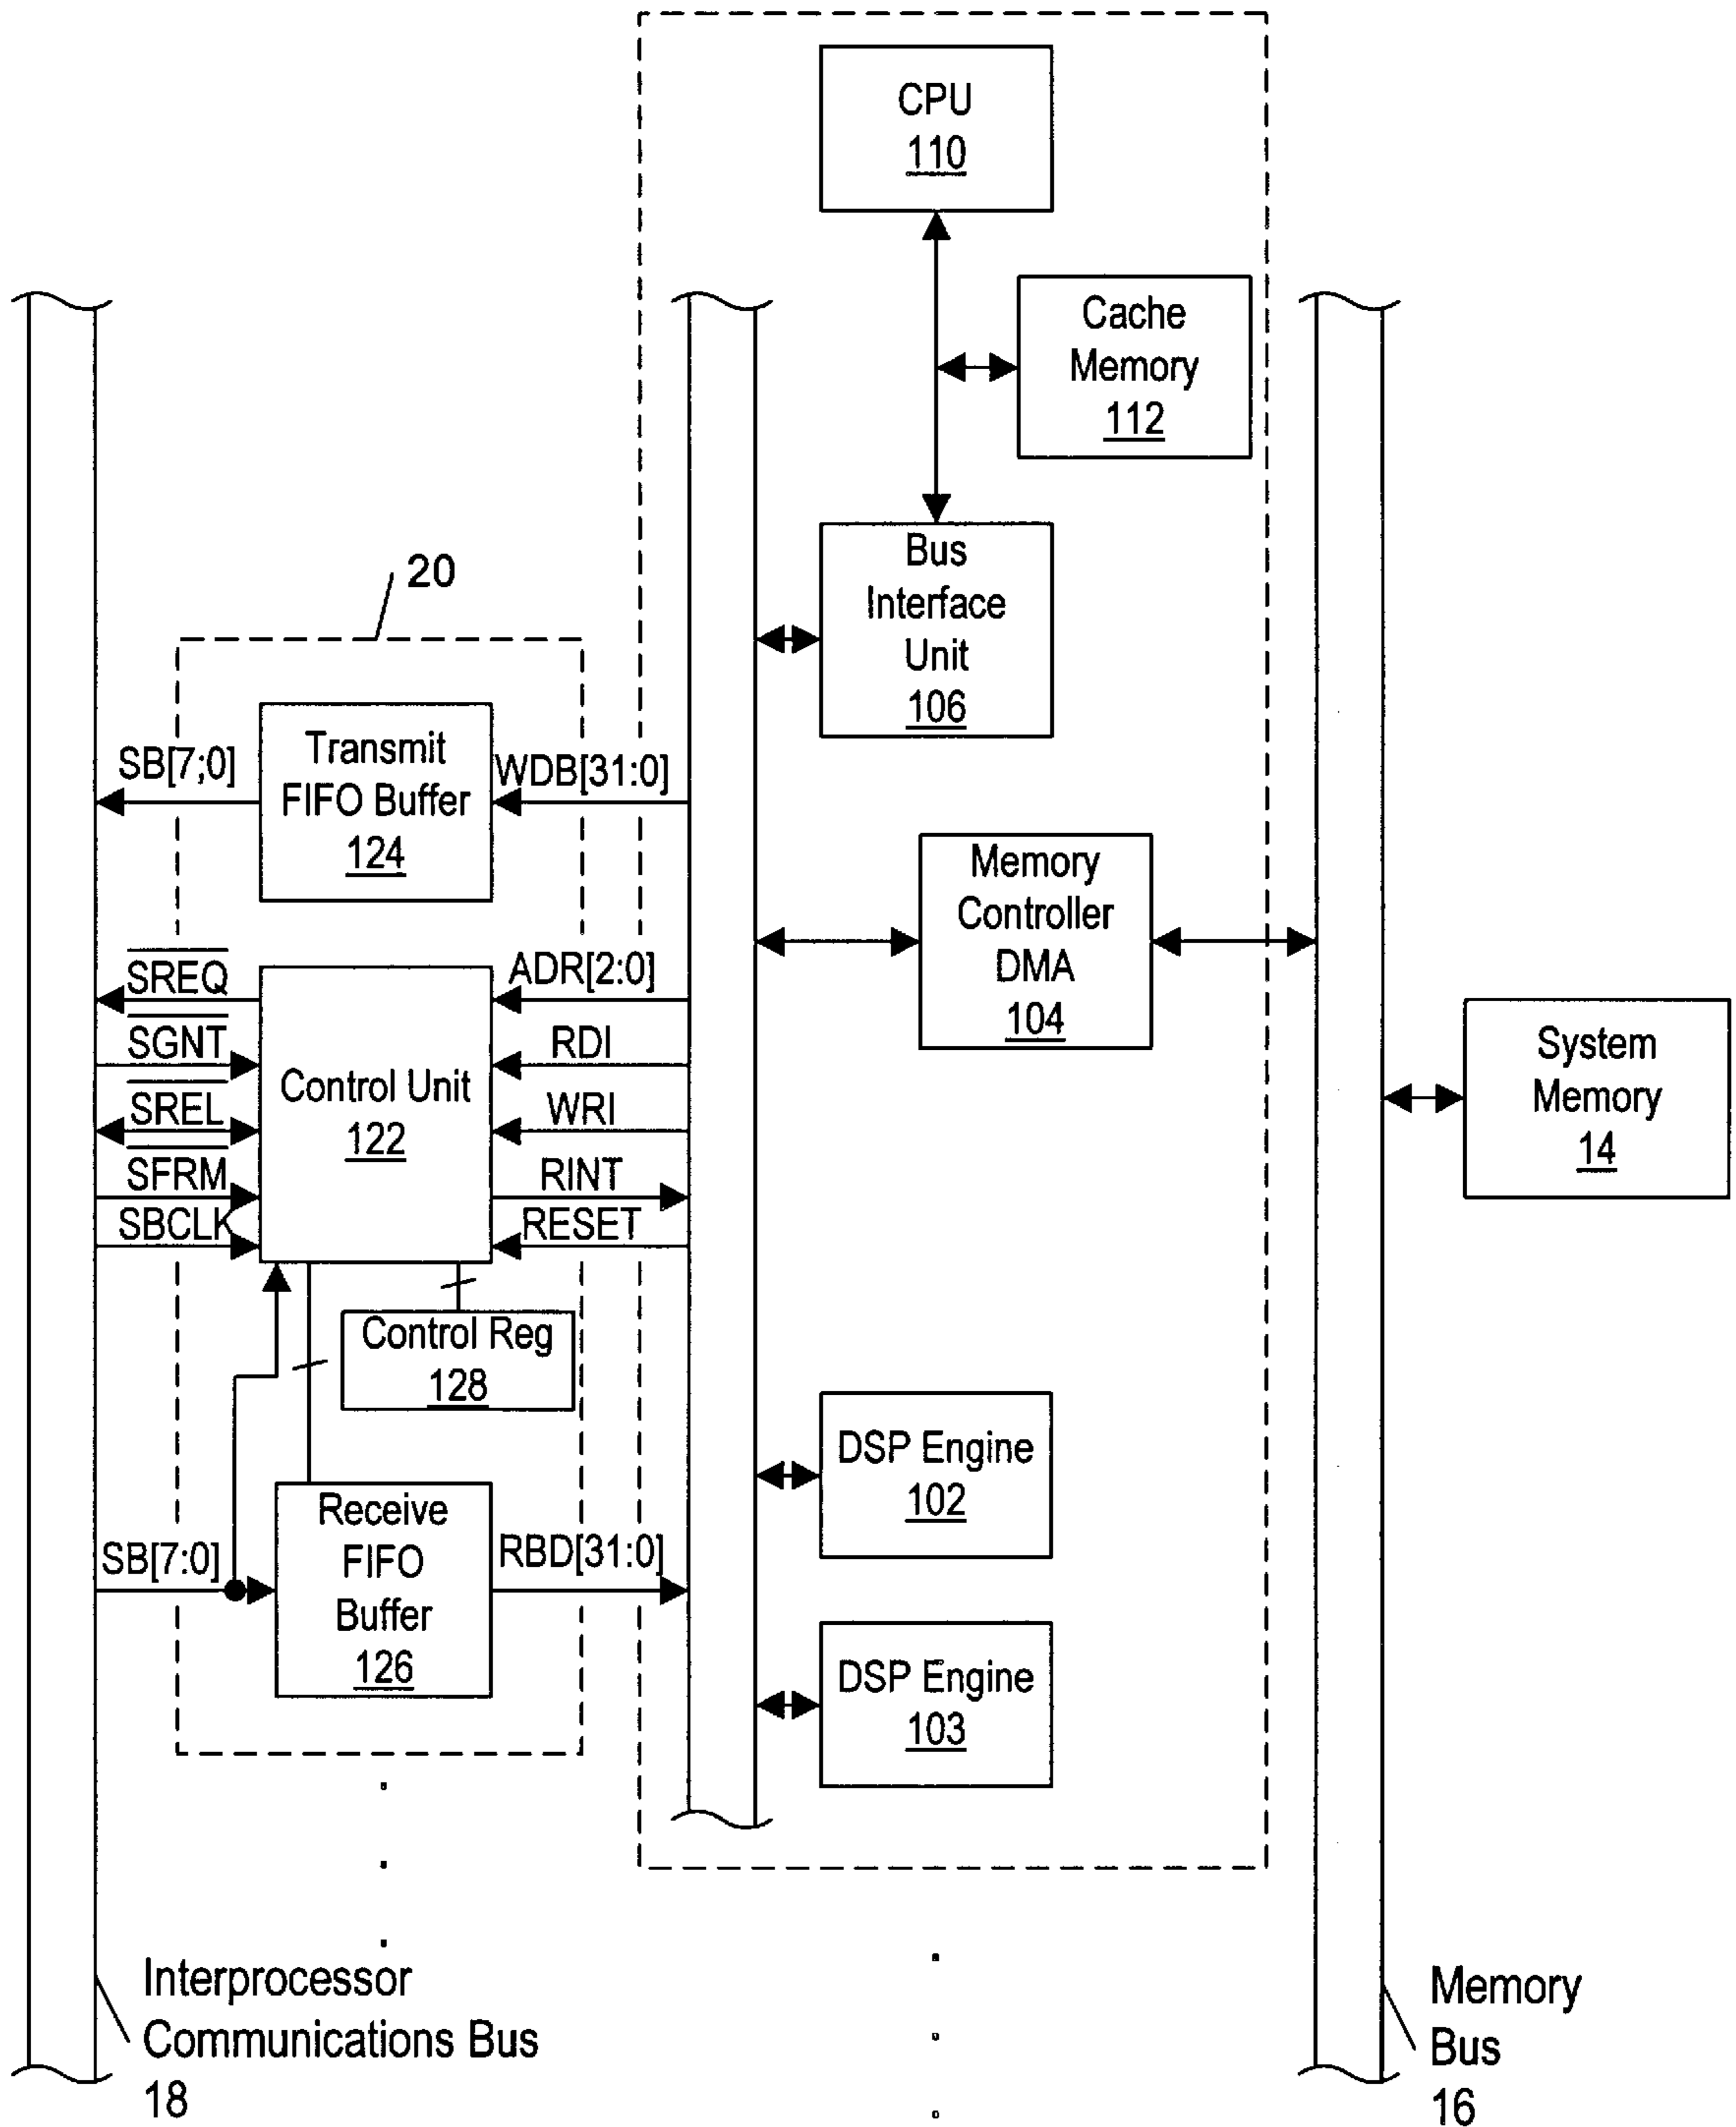 CPU
110
Cache
Memory
112
Bus
Interface
Unit
106
20
Transmit
FIFO Buffer
124
SB[7;0]
WDB[31:0]
Memory
Controller
DMA
104
SREQ
SGNT
SREL
SFRM
SBCLK
Control Unit
122
ADR[2:0]
RDI
WRI
RINT
RESET
System
Memory
14
Control Reg
128
DSP Engine
102
SB[7:0]
Receive
FIFO
Buffer
126
RBD[31:0]
DSP Engine
103
Interprocessor
Communications Bus
18
Memory
Bus
16